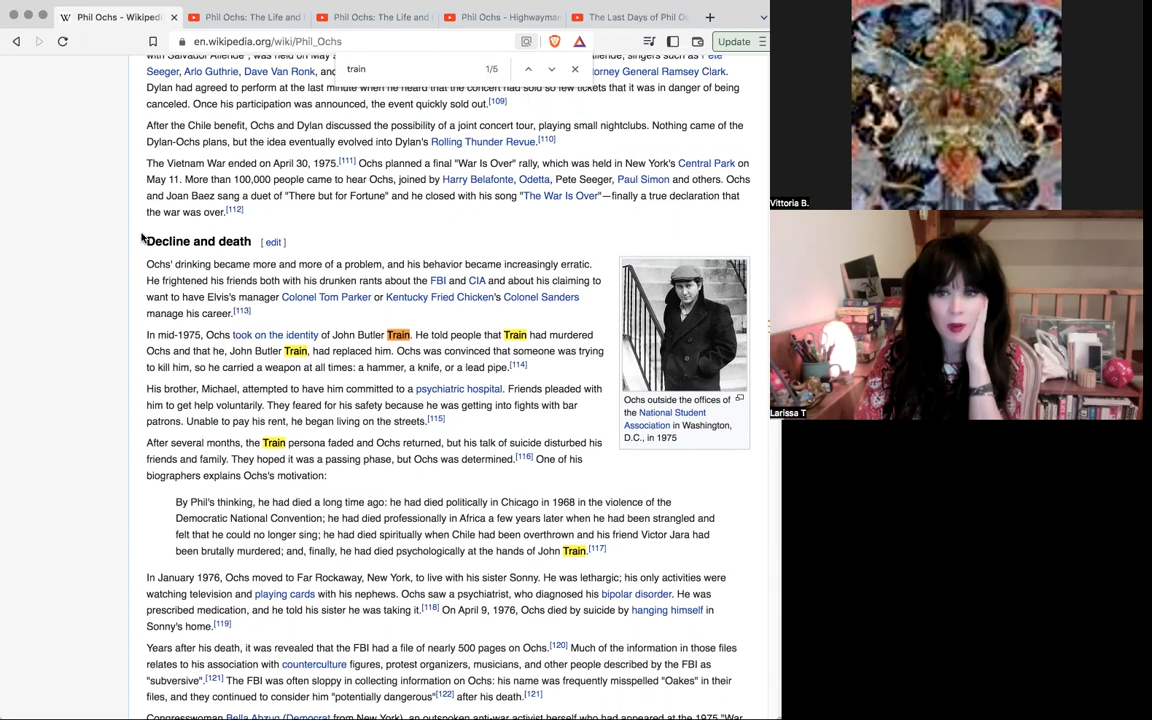 Phil Ochs - Wikipedi
Phil Ochs: The Life and
Phil Ochs: The Life and
Phil Ochs - Highwayma
The Last Days of Phil O
en.wikipedia.org/wiki/Phil_Ochs
Update
train
1/5
with Salvador Allende", was held on May
singers such as Pete
Seeger, Arlo Guthrie, Dave Van Ronk, and
Attorney General Ramsey Clark.
Dylan had agreed to perform at the last minute when he heard that the concert had sold so few tickets that it was in danger of being
canceled. Once his participation was announced, the event quickly sold out.[109]
After the Chile benefit, Ochs and Dylan discussed the possibility of a joint concert tour, playing small nightclubs. Nothing came of the
Dylan-Ochs plans, but the idea eventually evolved into Dylan's Rolling Thunder Revue.[110]
The Vietnam War ended on April 30, 1975.[111] Ochs planned a final "War Is Over" rally, which was held in New York's Central Park on
May 11. More than 100,000 people came to hear Ochs, joined by Harry Belafonte, Odetta, Pete Seeger, Paul Simon and others. Ochs
and Joan Baez sang a duet of "There but for Fortune" and he closed with his song "The War Is Over"—finally a true declaration that
the war was over.[112]
Decline and death [ edit ]
Ochs' drinking became more and more of a problem, and his behavior became increasingly erratic.
He frightened his friends both with his drunken rants about the FBI and CIA and about his claiming to
want to have Elvis's manager Colonel Tom Parker or Kentucky Fried Chicken's Colonel Sanders
manage his career.[113]
In mid-1975, Ochs took on the identity of John Butler Train. He told people that Train had murdered
Ochs and that he, John Butler Train, had replaced him. Ochs was convinced that someone was trying
to kill him, so he carried a weapon at all times: a hammer, a knife, or a lead pipe.[114]
His brother, Michael, attempted to have him committed to a psychiatric hospital. Friends pleaded with
him to get help voluntarily. They feared for his safety because he was getting into fights with bar
patrons. Unable to pay his rent, he began living on the streets.[115]
After several months, the Train persona faded and Ochs returned, but his talk of suicide disturbed his
friends and family. They hoped it was a passing phase, but Ochs was determined.[116] One of his
biographers explains Ochs's motivation:
By Phil's thinking, he had died a long time ago: he had died politically in Chicago in 1968 in the violence of the
Democratic National Convention; he had died professionally in Africa a few years later when he had been strangled and
felt that he could no longer sing; he had died spiritually when Chile had been overthrown and his friend Victor Jara had
been brutally murdered; and, finally, he had died psychologically at the hands of John Train.[117]
Ochs outside the offices of
the National Student
Association in Washington,
D.C., in 1975
In January 1976, Ochs moved to Far Rockaway, New York, to live with his sister Sonny. He was lethargic; his only activities were
watching television and playing cards with his nephews. Ochs saw a psychiatrist, who diagnosed his bipolar disorder. He was
prescribed medication, and he told his sister he was taking it.[118] On April 9, 1976, Ochs died by suicide by hanging himself in
Sonny's home.[119]
Years after his death, it was revealed that the FBI had a file of nearly 500 pages on Ochs.[120] Much of the information in those files
relates to his association with counterculture figures, protest organizers, musicians, and other people described by the FBI as
"subversive".[121] The FBI was often sloppy in collecting information on Ochs: his name was frequently misspelled "Oakes" in their
files, and they continued to consider him "potentially dangerous"[122] after his death.[121]
Congresswoman Bella Abzug (Democrat from New York), an outspoken anti-war activist herself who had appeared at the 1975 "War
Vittoria B.
Larissa T